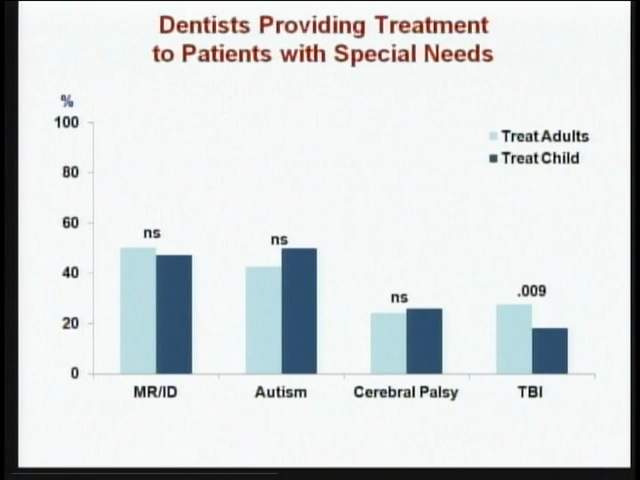 Dentists Providing Treatment
to Patients with Special Needs
%
100
80
60
40
20
0
Treat Adults
Treat Child
ns
ns
ns
.009
MR/ID
Autism
Cerebral Palsy
TBI